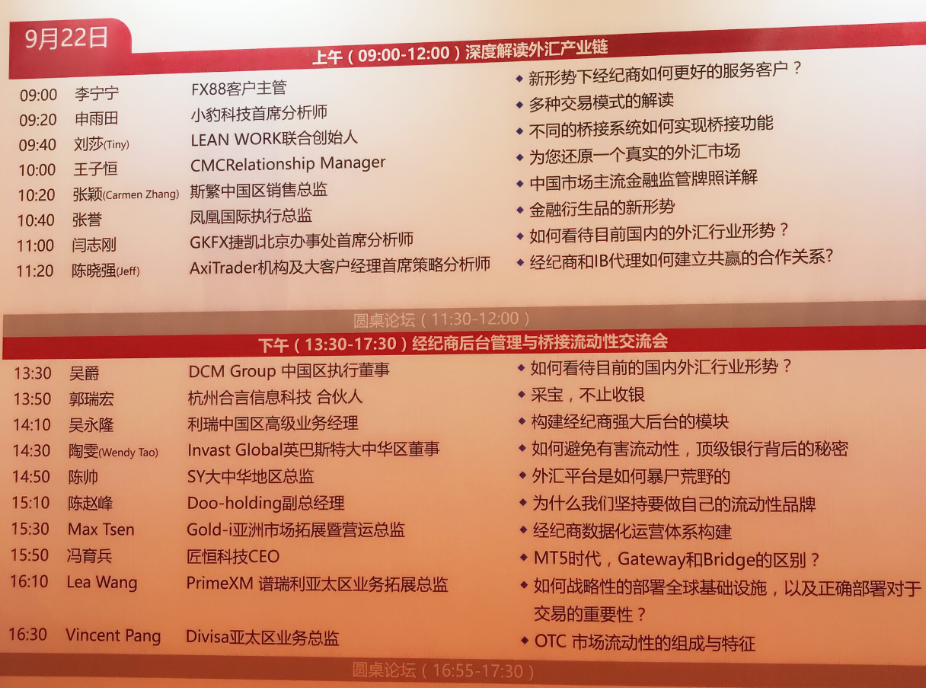 9月22日
上午（09:00-12:00）深度解读外汇产业链
09:00 李宁宁 FX88客户主管 ◆ 新形势下经纪商如何更好的服务客户？
09:20 申雨田 小豹科技首席分析师 ◆ 多种交易模式的解读
09:40 刘莎(Tiny) LEAN WORK联合创始人 ◆ 不同的桥接系统如何实现桥接功能
10:00 王子恒 CMCRelationship Manager ◆ 为您还原一个真实的外汇市场
10:20 张颖(Carmen Zhang) 斯繁中国区销售总监 ◆ 中国市场主流金融监管牌照详解
10:40 张誉 凤凰国际执行总监 ◆ 金融衍生品的新形势
11:00 闫志刚 GKFX捷凯北京办事处首席分析师 ◆ 如何看待目前国内的外汇行业形势？
11:20 陈晓强(Jeff) AxiTrader机构及大客户经理首席策略分析师 ◆ 经纪商和IB代理如何建立共赢的合作关系?
圆桌论坛（11:30-12:00）
下午（13:30-17:30）经纪商后台管理与桥接流动性交流会
13:30 吴爵 DCM Group 中国区执行董事 ◆ 如何看待目前的国内外汇行业形势？
13:50 郭瑞宏 杭州合言信息科技 合伙人 ◆ 采宝，不止收银
14:10 吴永隆 利瑞中国区高级业务经理 ◆ 构建经纪商强大后台的模块
14:30 陶雯(Wendy Tao) Invast Global英巴斯特大中华区董事 ◆ 如何避免有害流动性，顶级银行背后的秘密
14:50 陈帅 SY大中华地区总监 ◆ 外汇平台是如何暴尸荒野的
15:10 陈赵峰 Doo-holding副总经理 ◆ 为什么我们坚持要做自己的流动性品牌
15:30 Max Tsen Gold-i亚洲市场拓展暨营运总监 ◆ 经纪商数据化运营体系构建
15:50 冯育兵 匠恒科技CEO ◆ MT5时代，Gateway和Bridge的区别？
16:10 Lea Wang PrimeXM 谱瑞利亚太区业务拓展总监 ◆ 如何战略性的部署全球基础设施，以及正确部署对于
交易的重要性？
16:30 Vincent Pang Divisa亚太区业务总监 ◆ OTC 市场流动性的组成与特征
圆桌论坛（16:55-17:30）